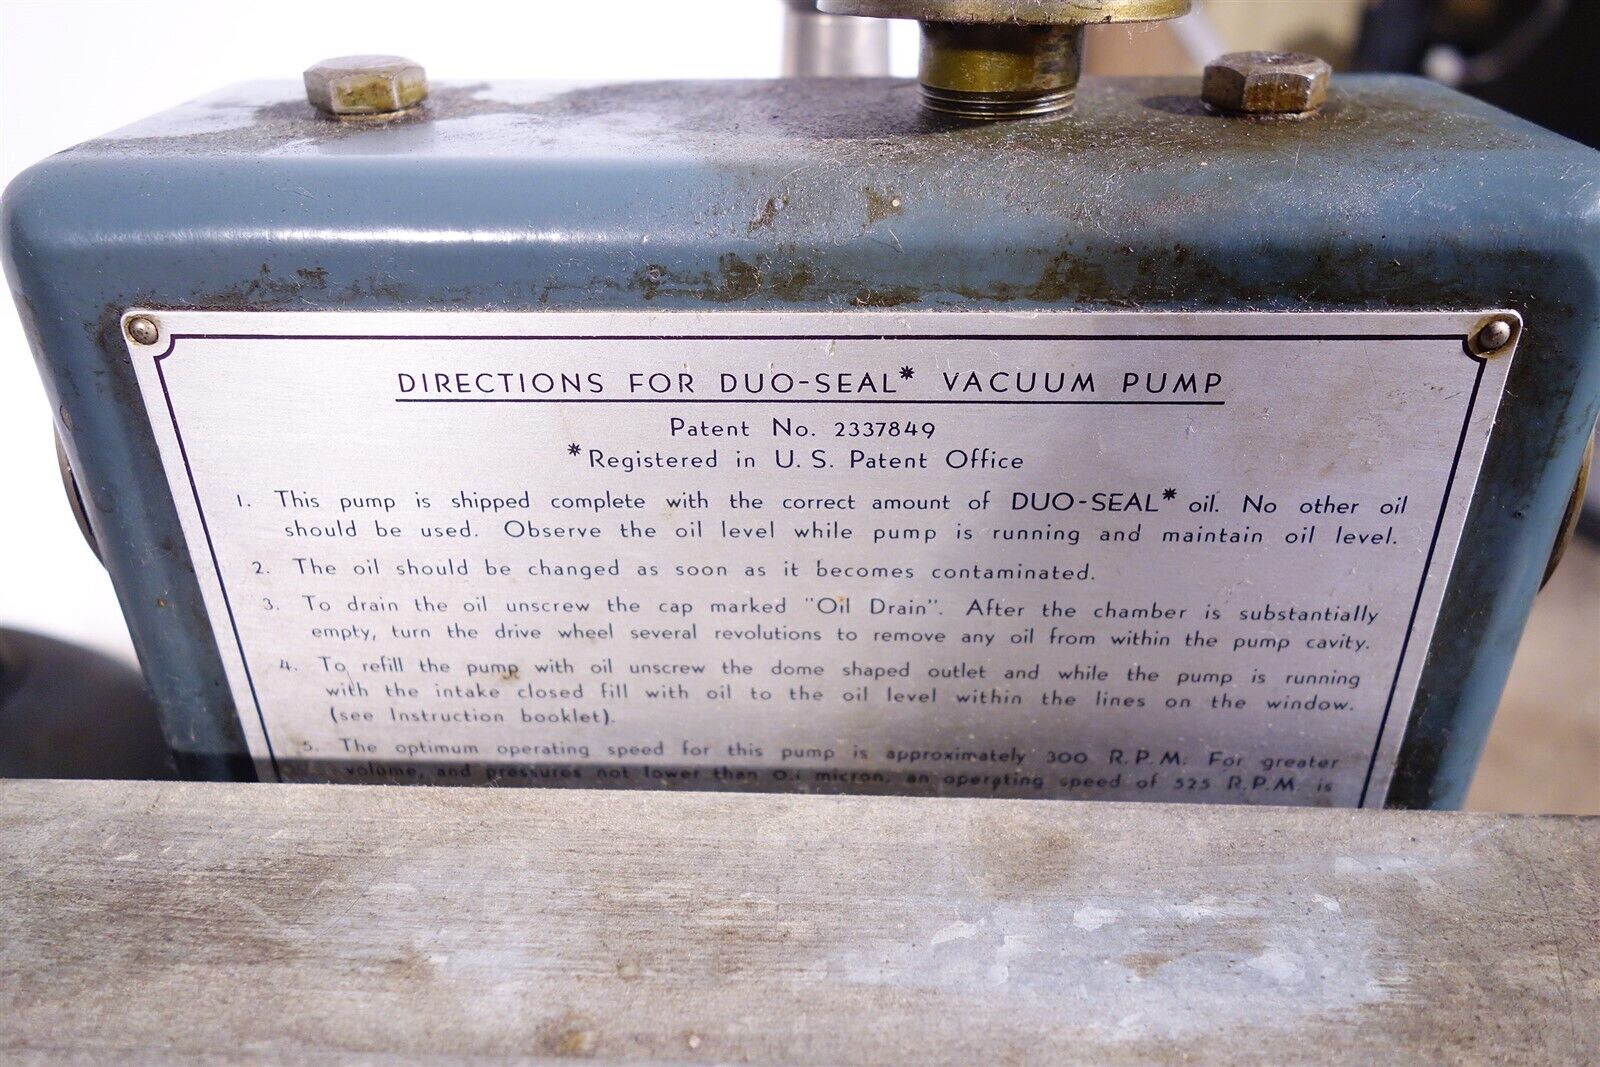 DIRECTIONS FOR DUO-SEAL* VACUUM PUMP
Patent No. 2337849
*Registered in U. S. Patent Office
1. This pump is shipped complete with the correct amount of DUO-SEAL* oil. No other oil
should be used. Observe the oil level while pump is running and maintain oil level.
2. The oil should be changed as soon as it becomes contaminated.
3. To drain the oil unscrew the cap marked "Oil Drain". After the chamber is substantially
empty, turn the drive wheel several revolutions to remove any oil from within the pump cavity.
4. To refill the pump with oil unscrew the dome shaped outlet and while the pump is running
with the intake closed fill with oil to the oil level within the lines on the window.
(see Instruction booklet).
5. The optimum operating speed for this pump is approximately 300 R. P. M. For greater
volume, and pressures not lower than 0.1 micron, an operating speed of 525 R. P. M. is